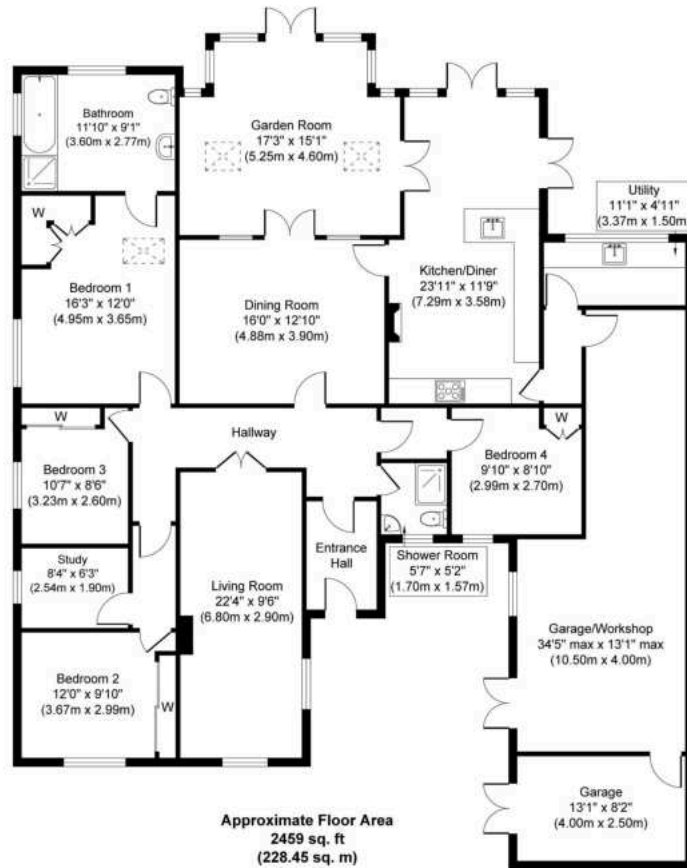 Bathroom
11'10" x 9'1"
(3.60m x 2.77m)
Garden Room
17'3" x 15'1"
(5.25m x 4.60m)
Utility
11'1" x 4'11"
(3.37m x 1.50m)
W
Bedroom 1
16'3" x 12'0"
(4.95m x 3.65m)
Dining Room
16'0" x 12'10"
(4.88m x 3.90m)
Kitchen/Diner
23'11" x 11'9"
(7.29m x 3.58m)
W
Hallway
W
Bedroom 3
10'7" x 8'6"
(3.23m x 2.60m)
Bedroom 4
9'10" x 8'10"
(2.99m x 2.70m)
Study
8'4" x 6'3"
(2.54m x 1.90m)
Living Room
22'4" x 9'6"
(6.80m x 2.90m)
Entrance
Hall
Shower Room
5'7" x 5'2"
(1.70m x 1.57m)
Garage/Workshop
34'5" max x 13'1" max
(10.50m x 4.00m)
Bedroom 2
12'0" x 9'10"
(3.67m x 2.99m)
W
Garage
13'1" x 8'2"
(4.00m x 2.50m)
Approximate Floor Area
2459 sq. ft
(228.45 sq. m)